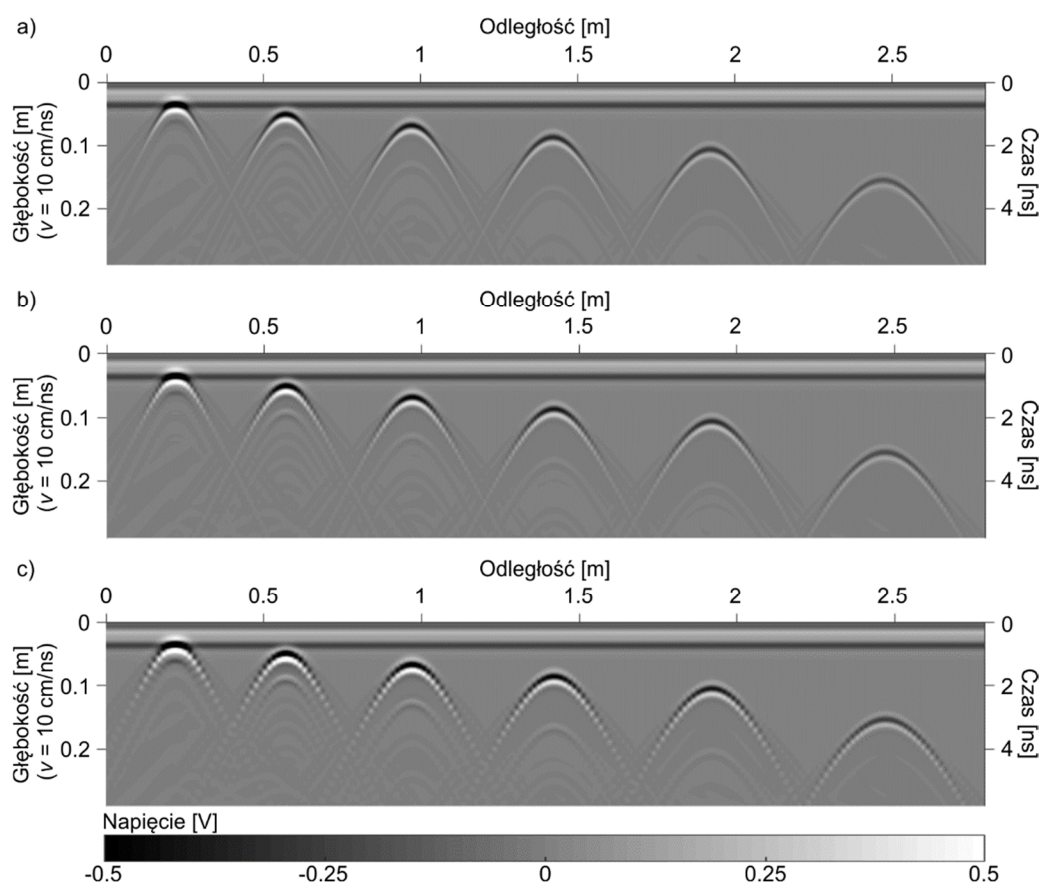 a)
Odległość [m]
0 0.5 1 1.5 2 2.5
Głębokość [m]
(v = 10 cm/ns)
0
0.1
0.2
0
2
4
Czas [ns]
b)
Odległość [m]
0 0.5 1 1.5 2 2.5
Głębokość [m]
(v = 10 cm/ns)
0
0.1
0.2
0
2
4
Czas [ns]
c)
Odległość [m]
0 0.5 1 1.5 2 2.5
Głębokość [m]
(v = 10 cm/ns)
0
0.1
0.2
0
2
4
Czas [ns]
Napięcie [V]
-0.5 -0.25 0 0.25 0.5